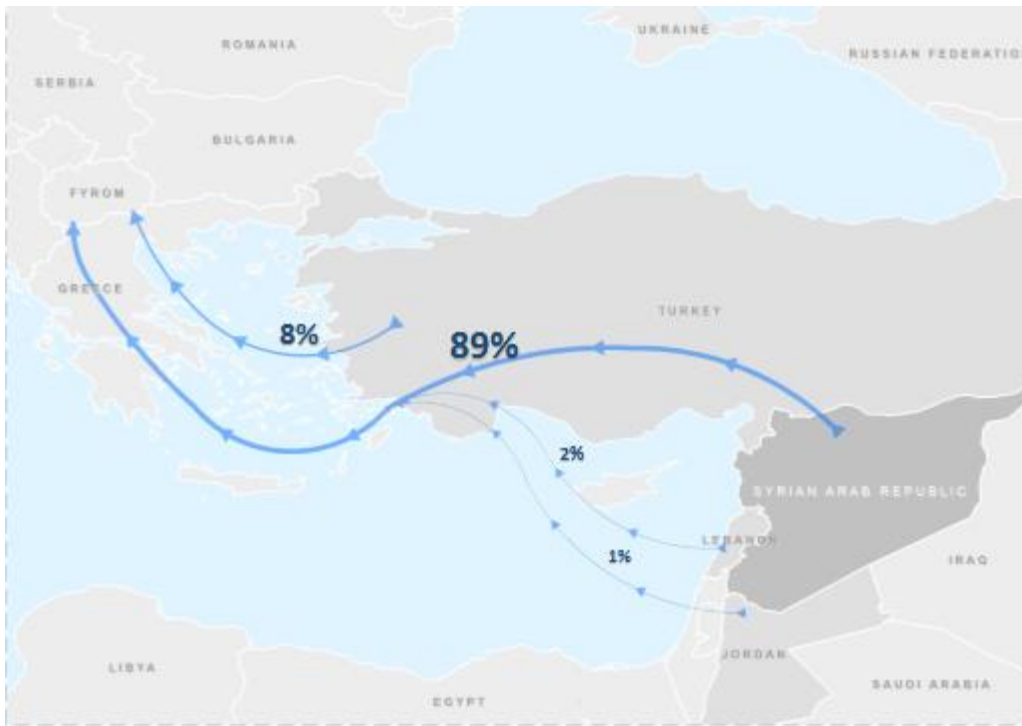 UKRAINE
ROMANIA
RUSSIAN FEDERATION
SERBIA
BULGARIA
FYROM
GREECE
TURKEY
8%
89%
2%
SYRIAN ARAB REPUBLIC
LEBANON
1%
IRAQ
JORDAN
LIBYA
SAUDI ARABIA
EGYPT